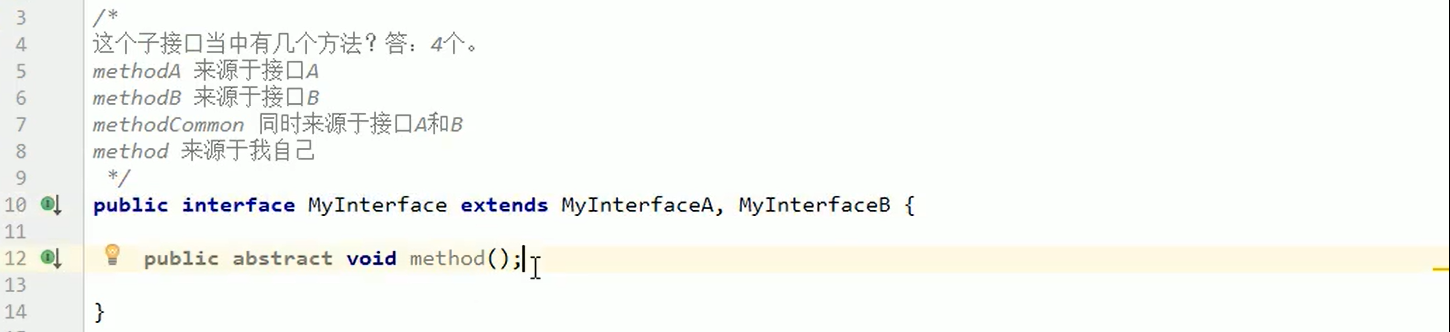 3 /*
4 这个子接口当中有几个方法？答：4个。
5 methodA 来源于接口A
6 methodB 来源于接口B
7 methodCommon 同时来源于接口A和B
8 method 来源于我自己
9 */
10 public interface MyInterface extends MyInterfaceA, MyInterfaceB {
11
12 public abstract void method();
13
14 }